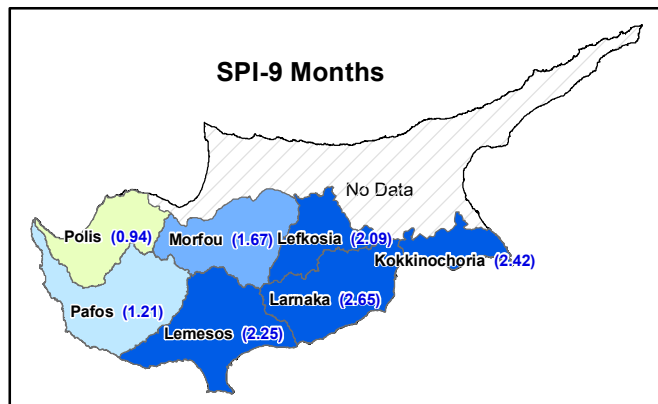 SPI-9 Months
No Data
Polis (0.94)
Morfou (1.67)
Lefkosia (2.09)
Kokkinochoria (2.42)
Pafos (1.21)
Larnaka (2.65)
Lemesos (2.25)